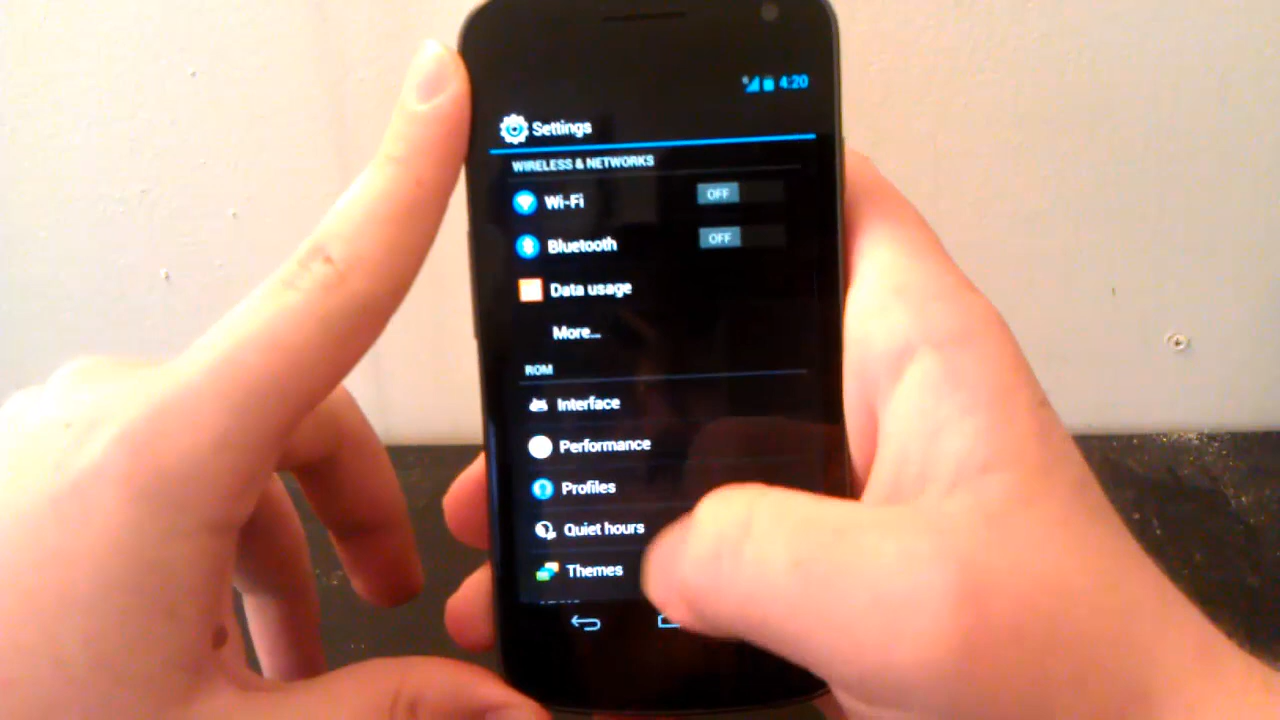 4:20
Settings
WIRELESS & NETWORKS
Wi-Fi OFF
Bluetooth OFF
Data usage
More...
ROM
Interface
Performance
Profiles
Quiet hours
Themes